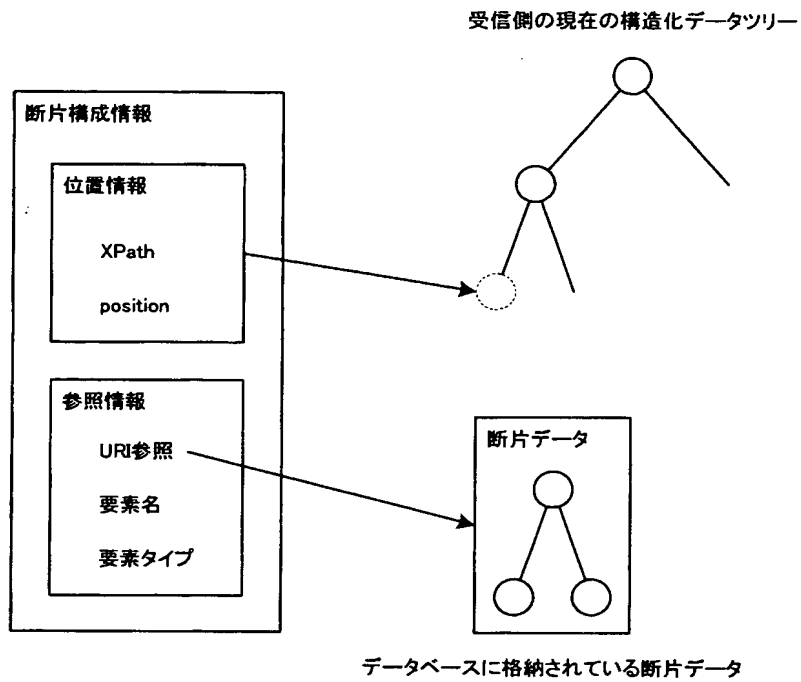 受信側の現在の構造化データツリー
断片構成情報
位置情報
XPath
position
参照情報
URI参照
要素名
要素タイプ
断片データ
データベースに格納されている断片データ